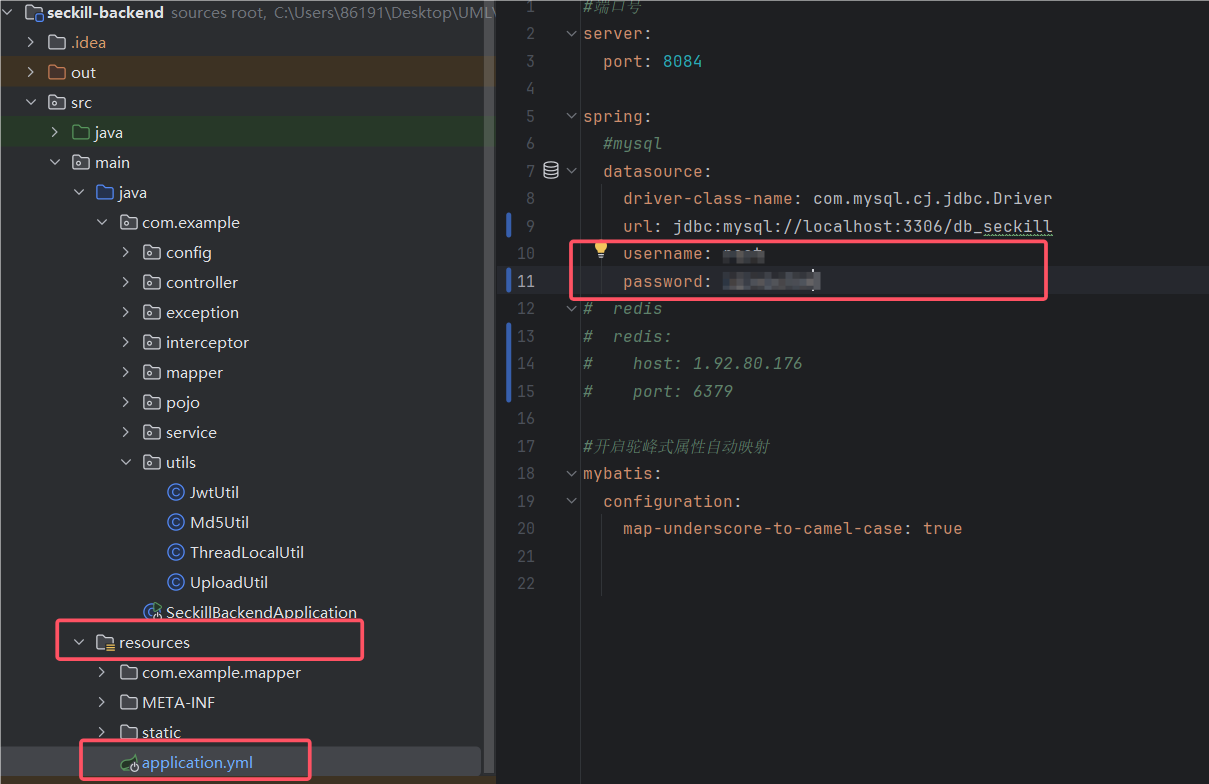 seckill-backend sources root, C:\Users\86191\Desktop\UML\
.idea
out
src
java
main
java
com.example
config
controller
exception
interceptor
mapper
pojo
service
utils
JwtUtil
Md5Util
ThreadLocalUtil
UploadUtil
SeckillBackendApplication
resources
com.example.mapper
META-INF
static
application.yml
1 #端口号
2 server:
3 port: 8084
4
5 spring:
6 #mysql
7 datasource:
8 driver-class-name: com.mysql.cj.jdbc.Driver
9 url: jdbc:mysql://localhost:3306/db_seckill
10 username:
11 password:
12 # redis
13 # redis:
14 # host: 1.92.80.176
15 # port: 6379
16
17 #开启驼峰式属性自动映射
18 mybatis:
19 configuration:
20 map-underscore-to-camel-case: true
21
22